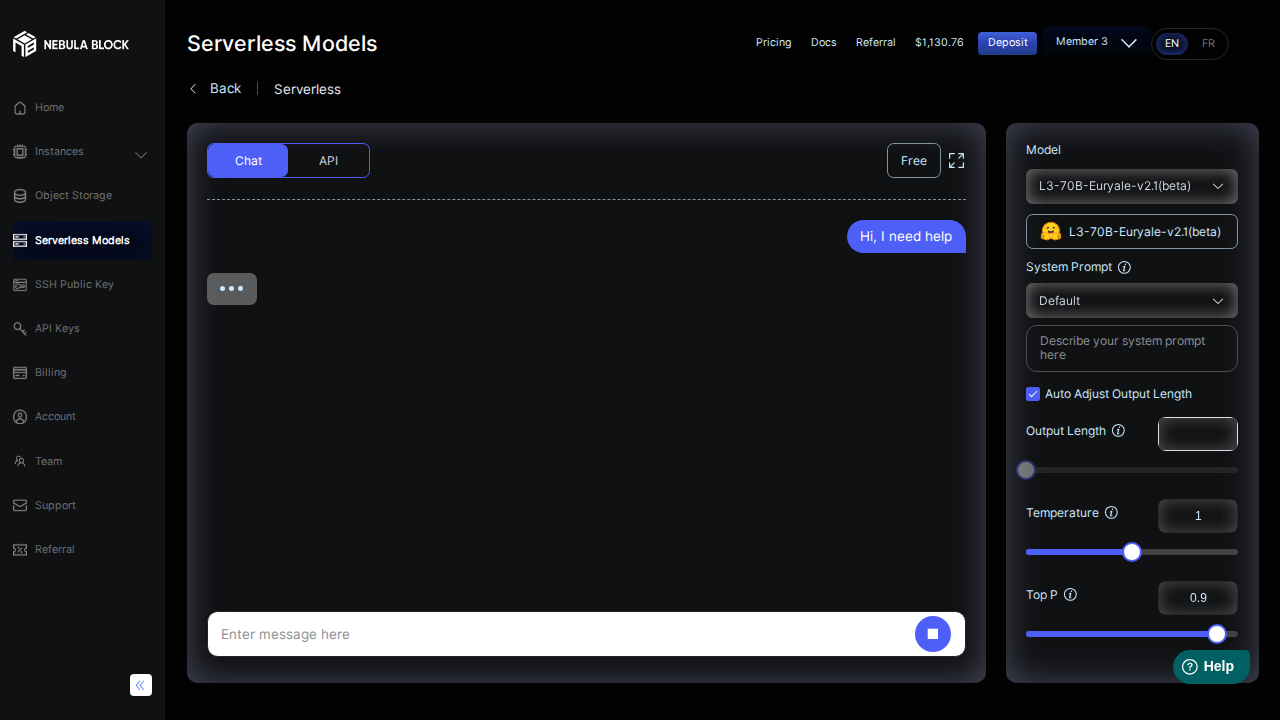 NEBULA BLOCK
Home
Instances
Object Storage
Serverless Models
SSH Public Key
API Keys
Billing
Account
Team
Support
Referral
Serverless Models
Pricing
Docs
Referral
$1,130.76
Deposit
Member 3
EN
FR
Back
Serverless
Chat
API
Free
Hi, I need help
Enter message here
Model
L3-70B-Euryale-v2.1(beta)
L3-70B-Euryale-v2.1(beta)
System Prompt
Default
Describe your system prompt
here
Auto Adjust Output Length
Output Length
Temperature
1
Top P
0.9
Help